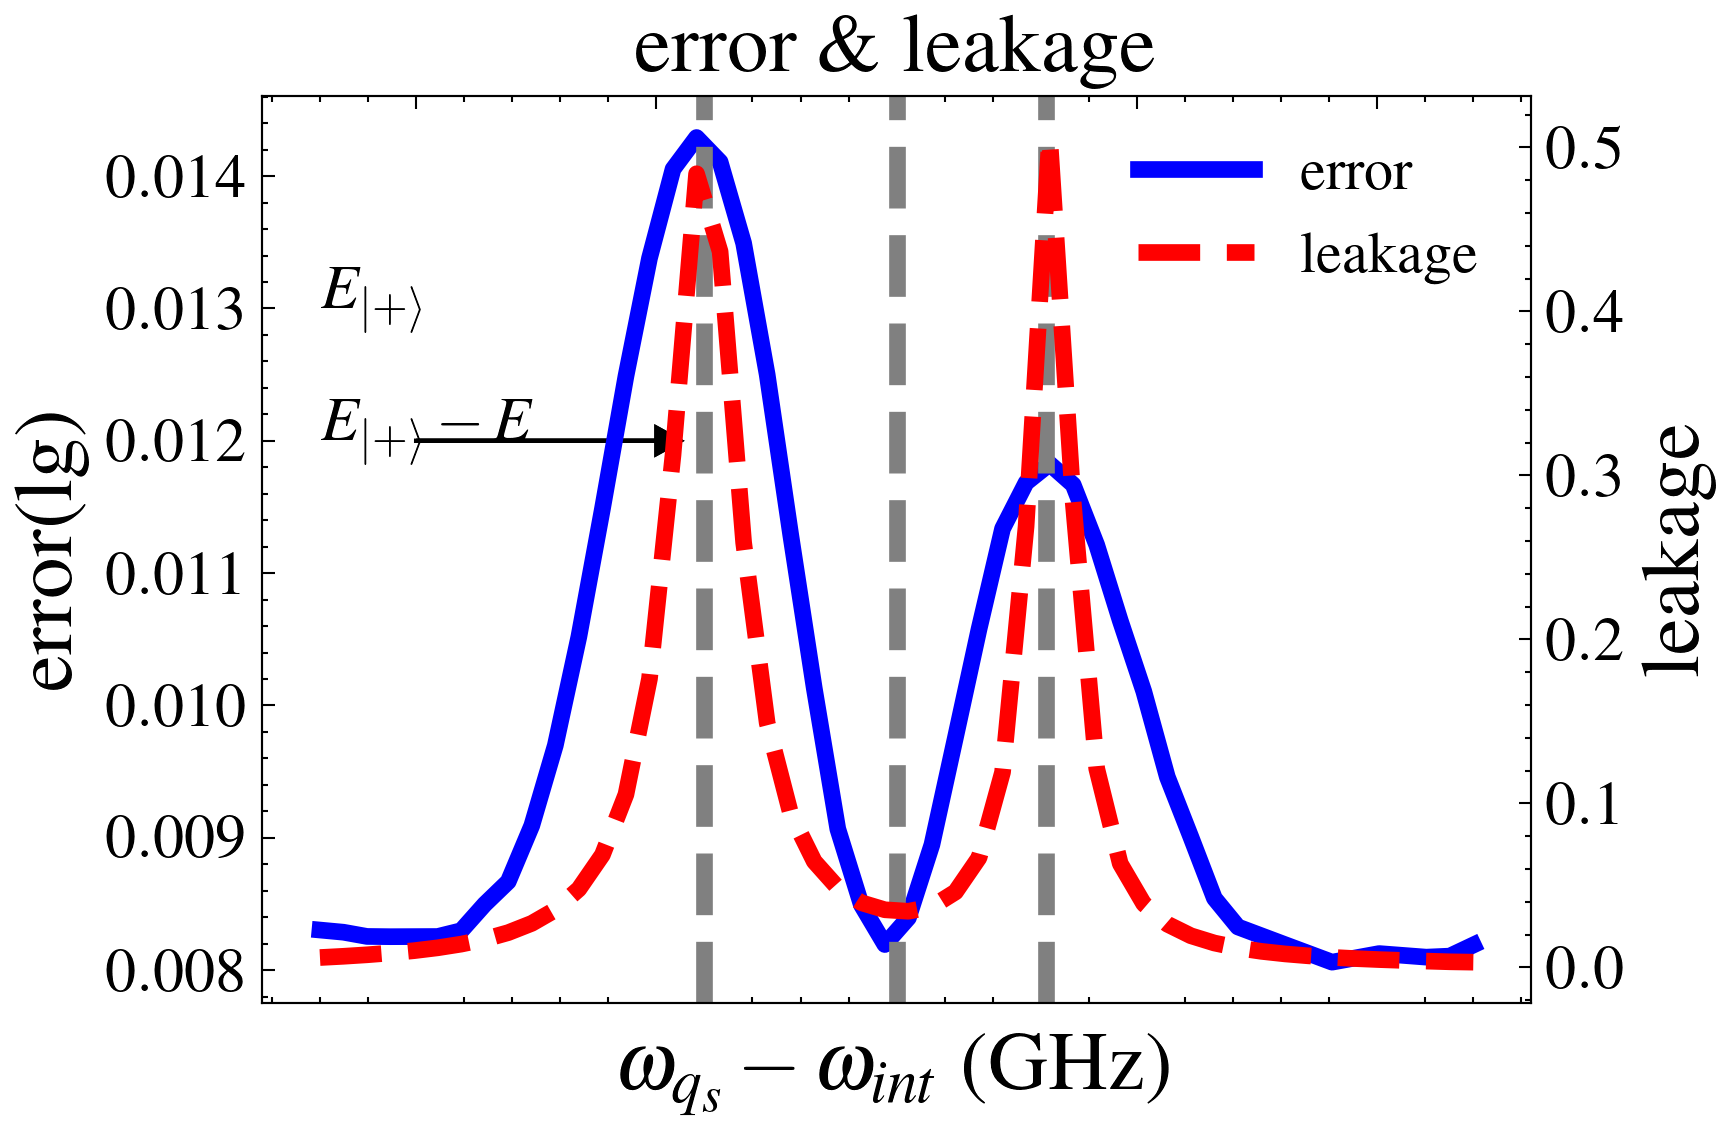 error & leakage
0.014
0.013
0.012
0.011
0.010
0.009
0.008
error(lg)
E|+⟩
E|+⟩ − E
error
leakage
0.5
0.4
0.3
0.2
0.1
0.0
leakage
ωqs − ωint (GHz)